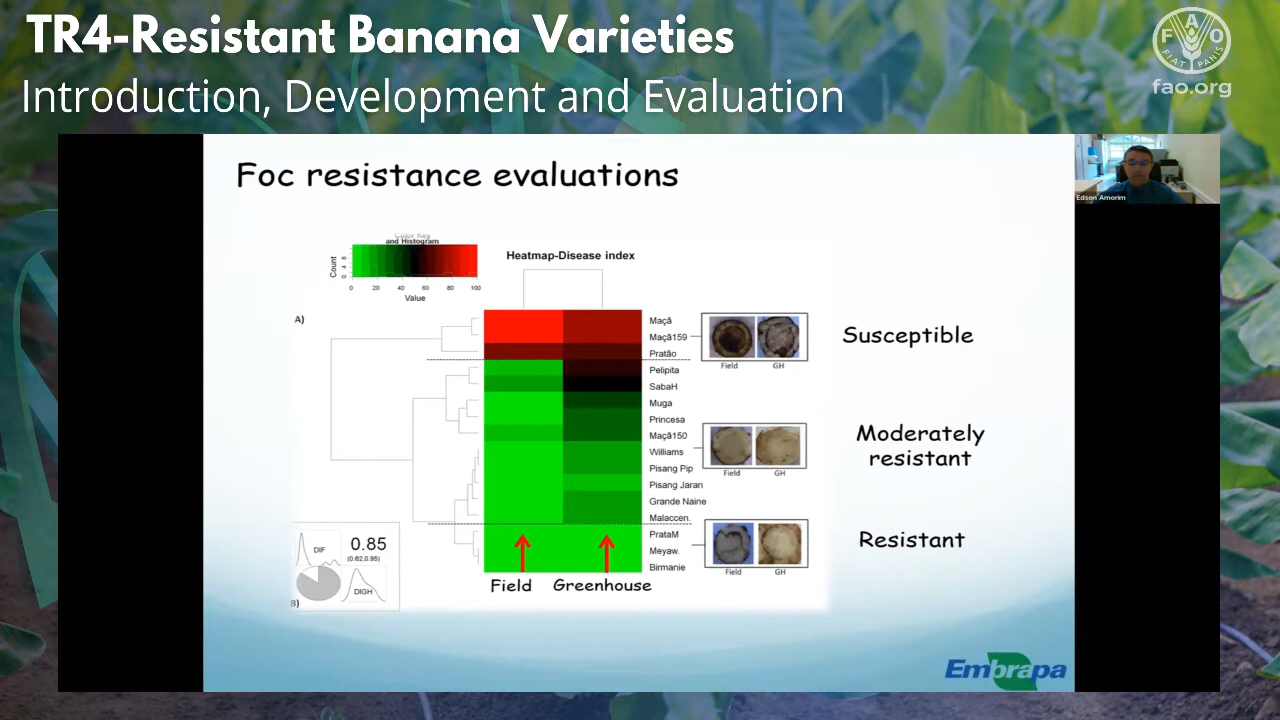 TR4-Resistant Banana Varieties
Introduction, Development and Evaluation
F A O
FIAT PANIS
fao.org
Edson Amorim
Foc resistance evaluations
Color Key
and Histogram
Count
0 4 8
0 20 40 60 80 100
Value
Heatmap-Disease index
A)
Maçã
Maçã159
Pratão
Pelipita
SabaH
Muga
Princesa
Maçã150
Williams
Pisang Pip
Pisang Jaran
Grande Naine
Malaccen.
PrataM
Meyaw.
Birmanie
Field GH
Susceptible
Field GH
Moderately
resistant
Field GH
Resistant
Field Greenhouse
DIF
0.85
(0.62,0.95)
DIGH
B)
Embrapa